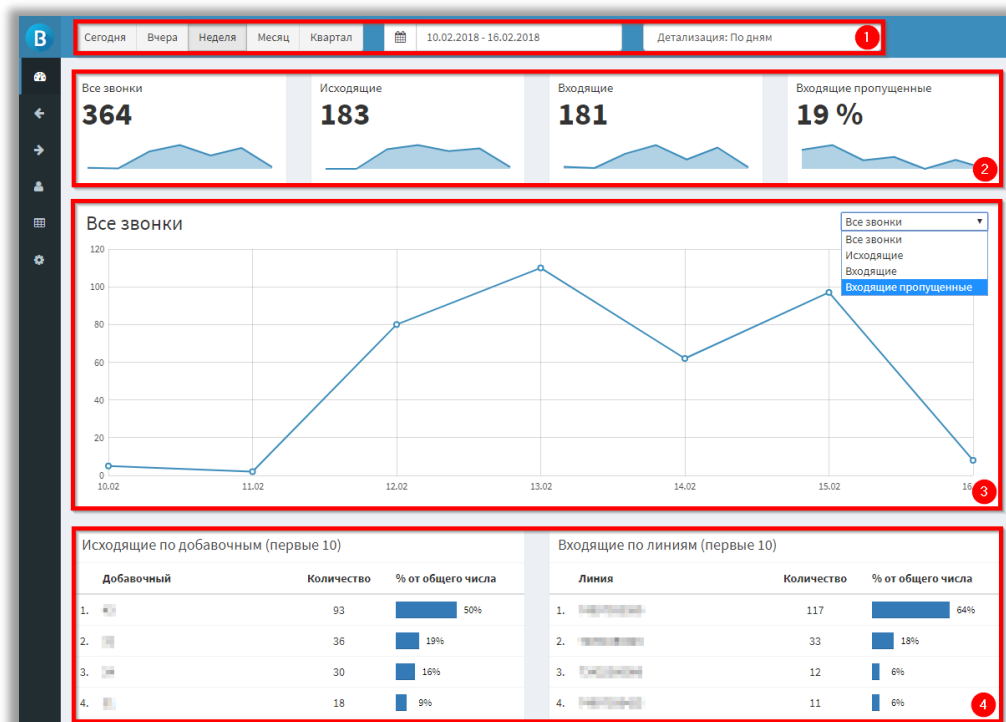 B
Сегодня Вчера Неделя Месяц Квартал 10.02.2018 - 16.02.2018 Детализация: По дням 1
Все звонки Исходящие Входящие Входящие пропущенные
364 183 181 19 %
2
Все звонки Все звонки
Все звонки
Исходящие
Входящие
Входящие пропущенные
120
100
80
60
40
20
0
10.02 11.02 12.02 13.02 14.02 15.02 16.
3
Исходящие по добавочным (первые 10) Входящие по линиям (первые 10)
Добавочный Количество % от общего числа Линия Количество % от общего числа
1. 93 50% 1. 117 64%
2. 36 19% 2. 33 18%
3. 30 16% 3. 12 6%
4. 18 9% 4. 11 6%
4